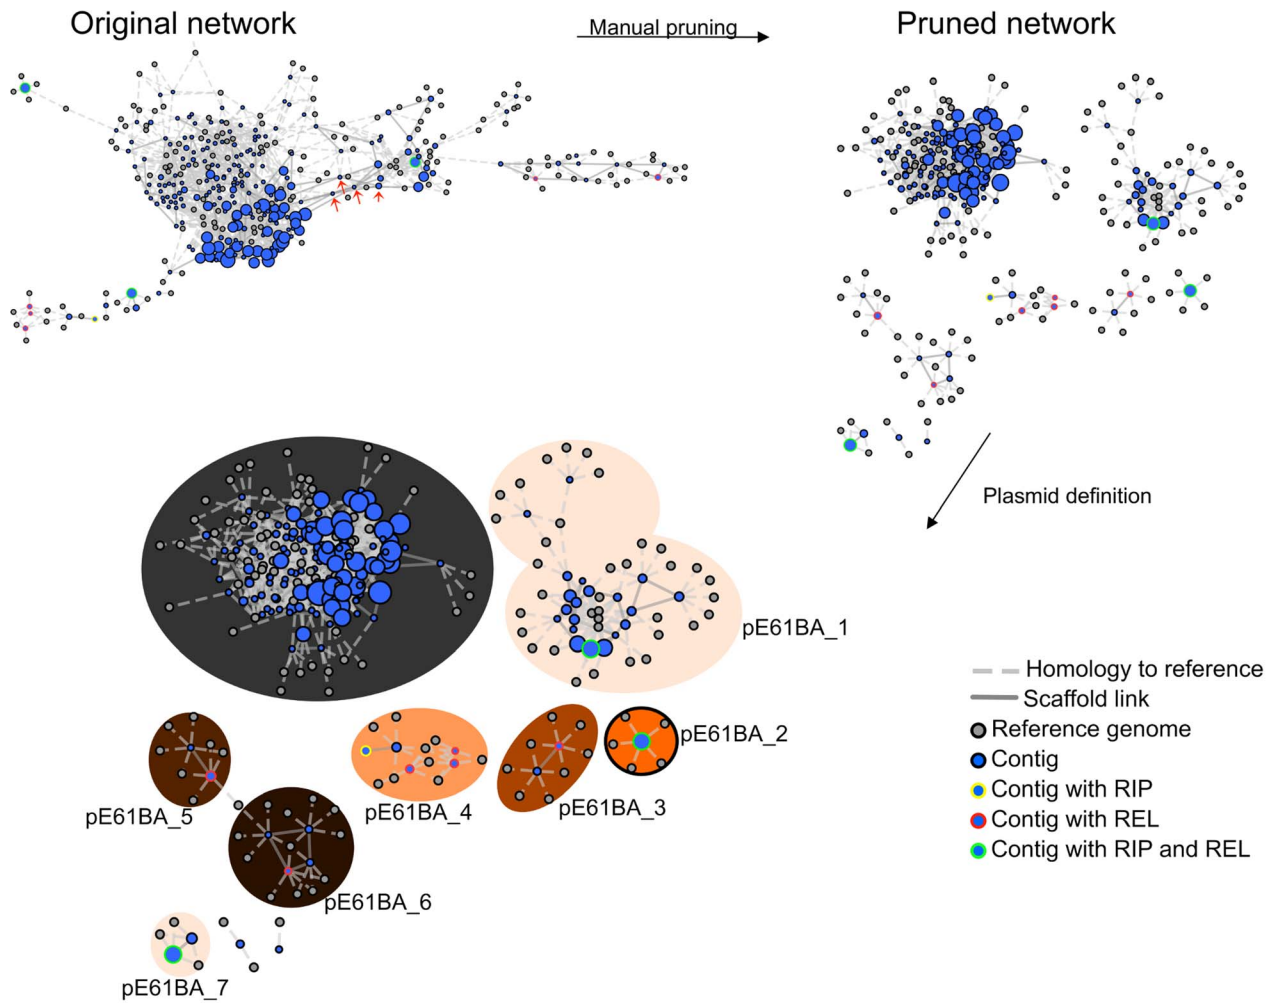 Original network
Manual pruning
Pruned network
Plasmid definition
pE61BA_1
Homology to reference
Scaffold link
Reference genome
pE61BA_2
Contig
Contig with RIP
pE61BA_5
pE61BA_4
pE61BA_3
Contig with REL
Contig with RIP and REL
pE61BA_6
pE61BA_7